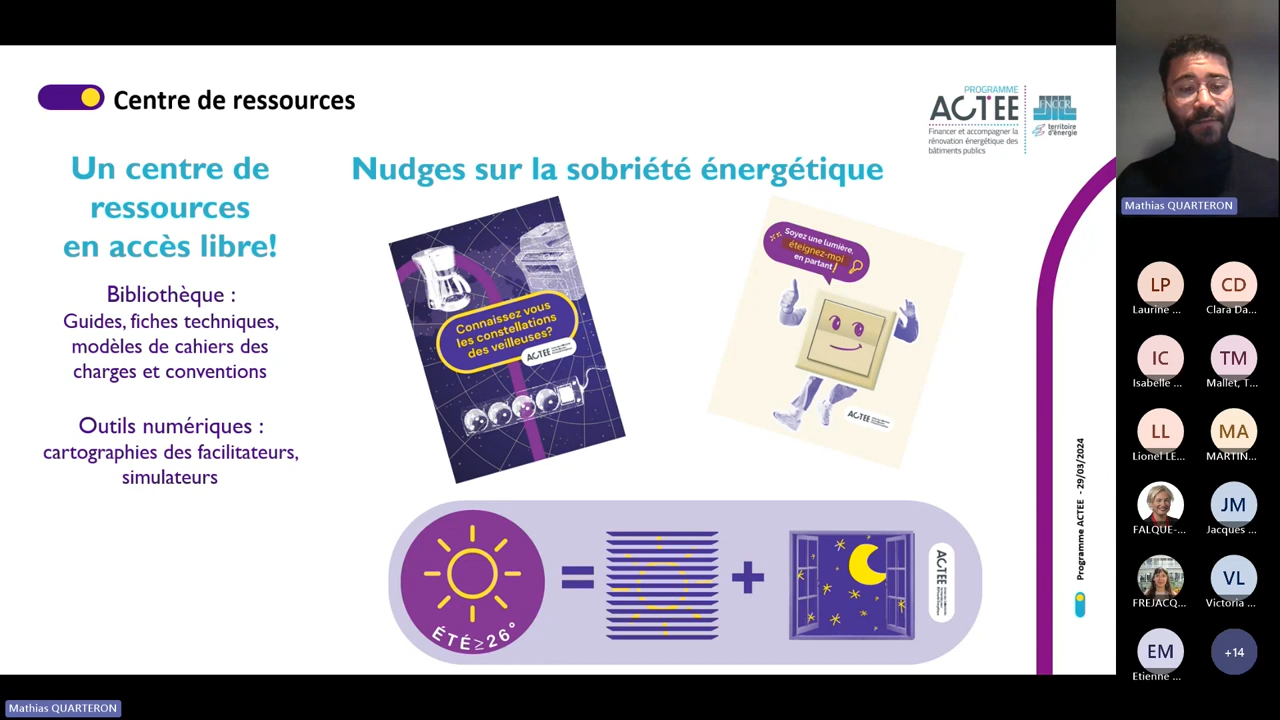 Centre de ressources
PROGRAMME
ACTEE
Financer et accompagner la
rénovation énergétique des
bâtiments publics
FNCCR
territoire
d'énergie
Un centre de
ressources
en accès libre!
Bibliothèque :
Guides, fiches techniques,
modèles de cahiers des
charges et conventions
Outils numériques :
cartographies des facilitateurs,
simulateurs
Nudges sur la sobriété énergétique
Connaissez vous
les constellations
des veilleuses?
ACTEE
Soyez une lumière,
éteignez-moi
en partant !
ACTEE
ÉTÉ≥26°
=
+
ACTEE
Programme ACTEE - 29/03/2024
Mathias QUARTERON
LP
Laurine ...
CD
Clara Da...
IC
Isabelle ...
TM
Mallet, T...
LL
Lionel LE...
MA
MARTIN...
FALQUE-...
JM
Jacques ...
FREJACQ...
VL
Victoria ...
EM
Etienne ...
+14
Mathias QUARTERON